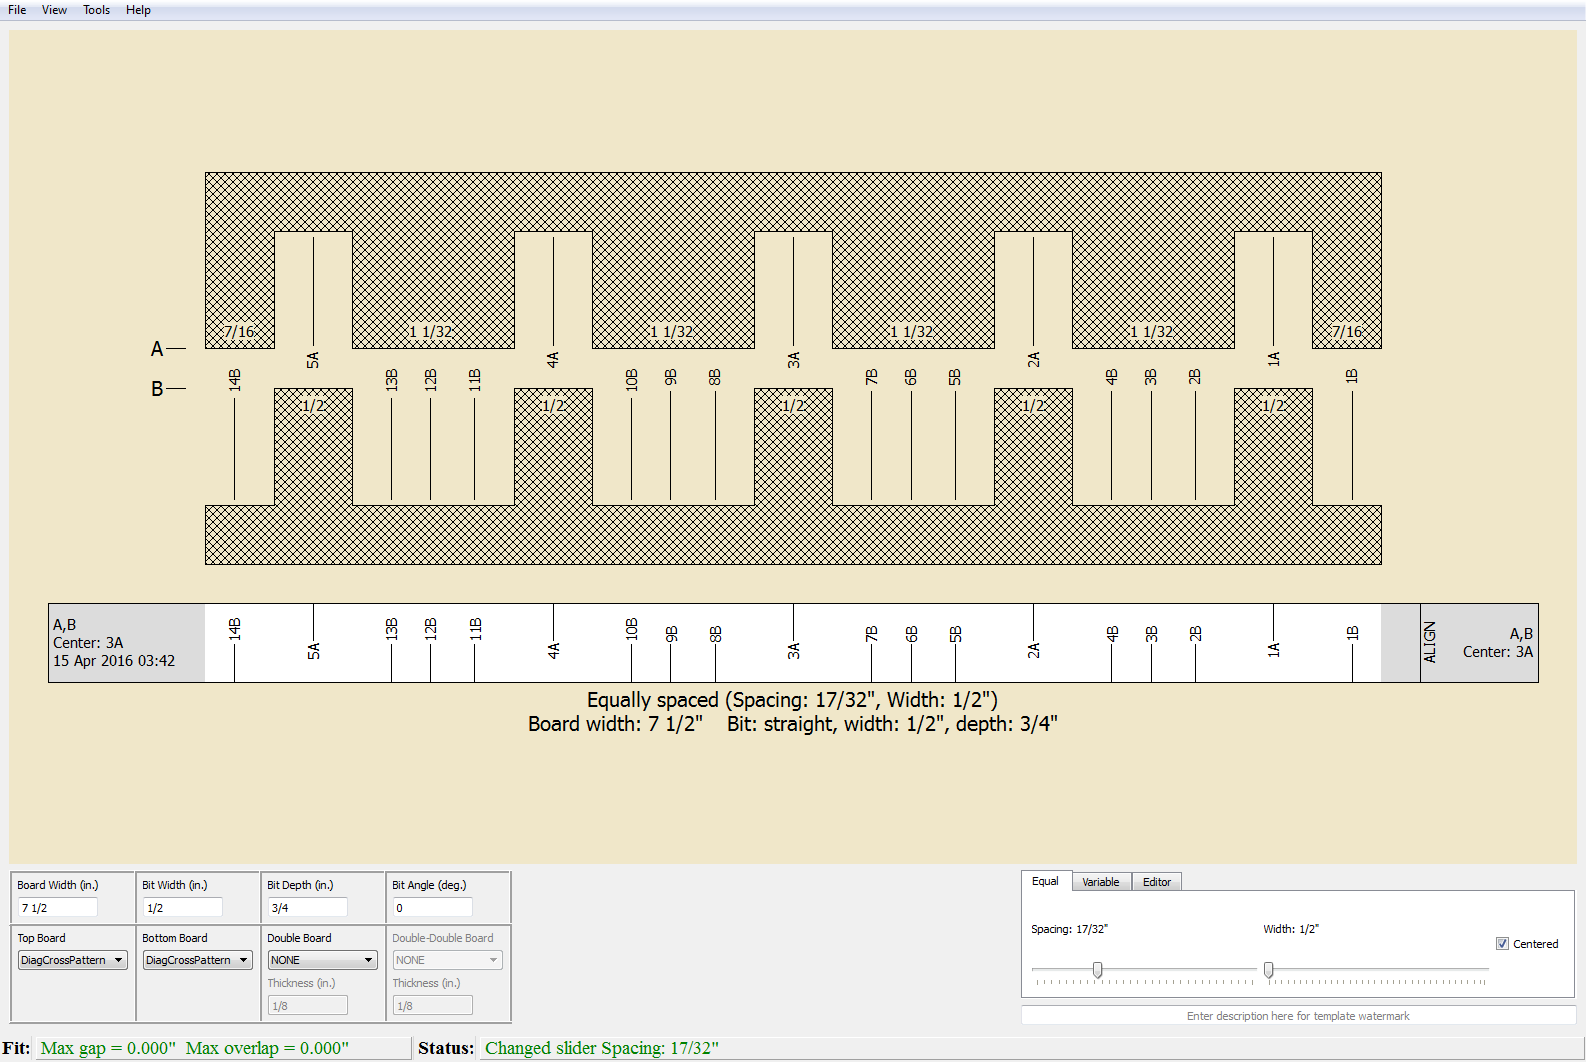 File View Tools Help
7/16 1 1/32 1 1/32 1 1/32 1 1/32 7/16
A
5A 4A 3A 2A 1A
14B 13B 12B 11B 10B 9B 8B 7B 6B 5B 4B 3B 2B 1B
B
1/2 1/2 1/2 1/2 1/2
A,B
Center: 3A
15 Apr 2016 03:42
14B 5A 13B 12B 11B 4A 10B 9B 8B 3A 7B 6B 5B 2A 4B 3B 2B 1A 1B
ALIGN
A,B
Center: 3A
Equally spaced (Spacing: 17/32", Width: 1/2")
Board width: 7 1/2" Bit: straight, width: 1/2", depth: 3/4"
Board Width (in.) Bit Width (in.) Bit Depth (in.) Bit Angle (deg.)
7 1/2 1/2 3/4 0
Top Board Bottom Board Double Board Double-Double Board
DiagCrossPattern DiagCrossPattern NONE NONE
Thickness (in.) Thickness (in.)
1/8 1/8
Equal Variable Editor
Spacing: 17/32" Width: 1/2"
Centered
Enter description here for template watermark
Fit: Max gap = 0.000" Max overlap = 0.000" Status: Changed slider Spacing: 17/32"